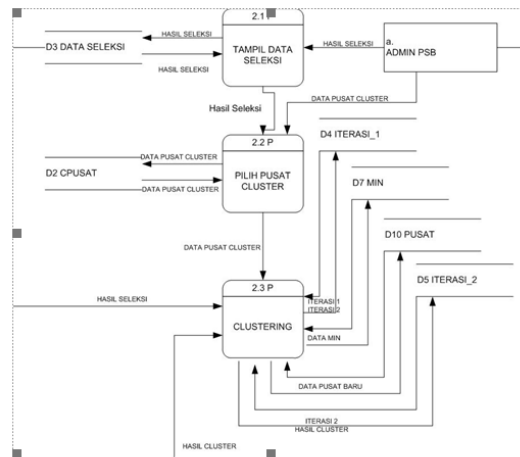 2.1 P
HASIL SELEKSI
HASIL SELEKSI
a.
ADMIN PSB
D3 DATA SELEKSI
TAMPIL DATA
SELEKSI
HASIL SELEKSI
Hasil Seleksi
DATA PUSAT CLUSTER
D4 ITERASI_1
2.2 P
DATA PUSAT CLUSTER
D2 CPUSAT
PILIH PUSAT
CLUSTER
D7 MIN
DATA PUSAT CLUSTER
D10 PUSAT
DATA PUSAT CLUSTER
D5 ITERASI_2
2.3 P
HASIL SELEKSI
ITERASI 1
ITERASI 2
CLUSTERING
DATA MIN
DATA PUSAT BARU
ITERASI 2
HASIL CLUSTER
HASIL CLUSTER